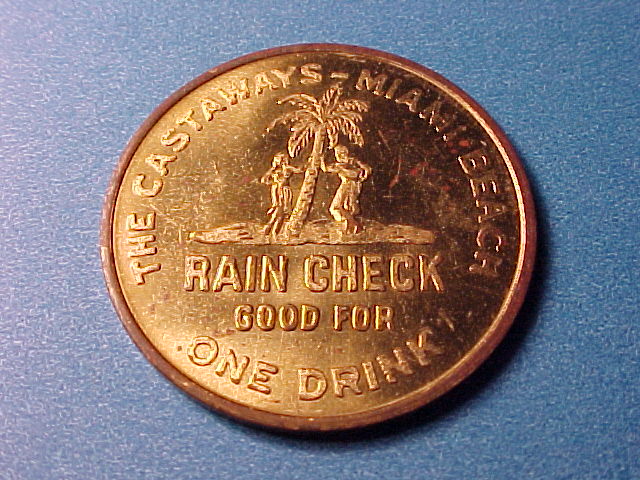 THE CASTAWAYS - MIAMI BEACH
RAIN CHECK
GOOD FOR
ONE DRINK